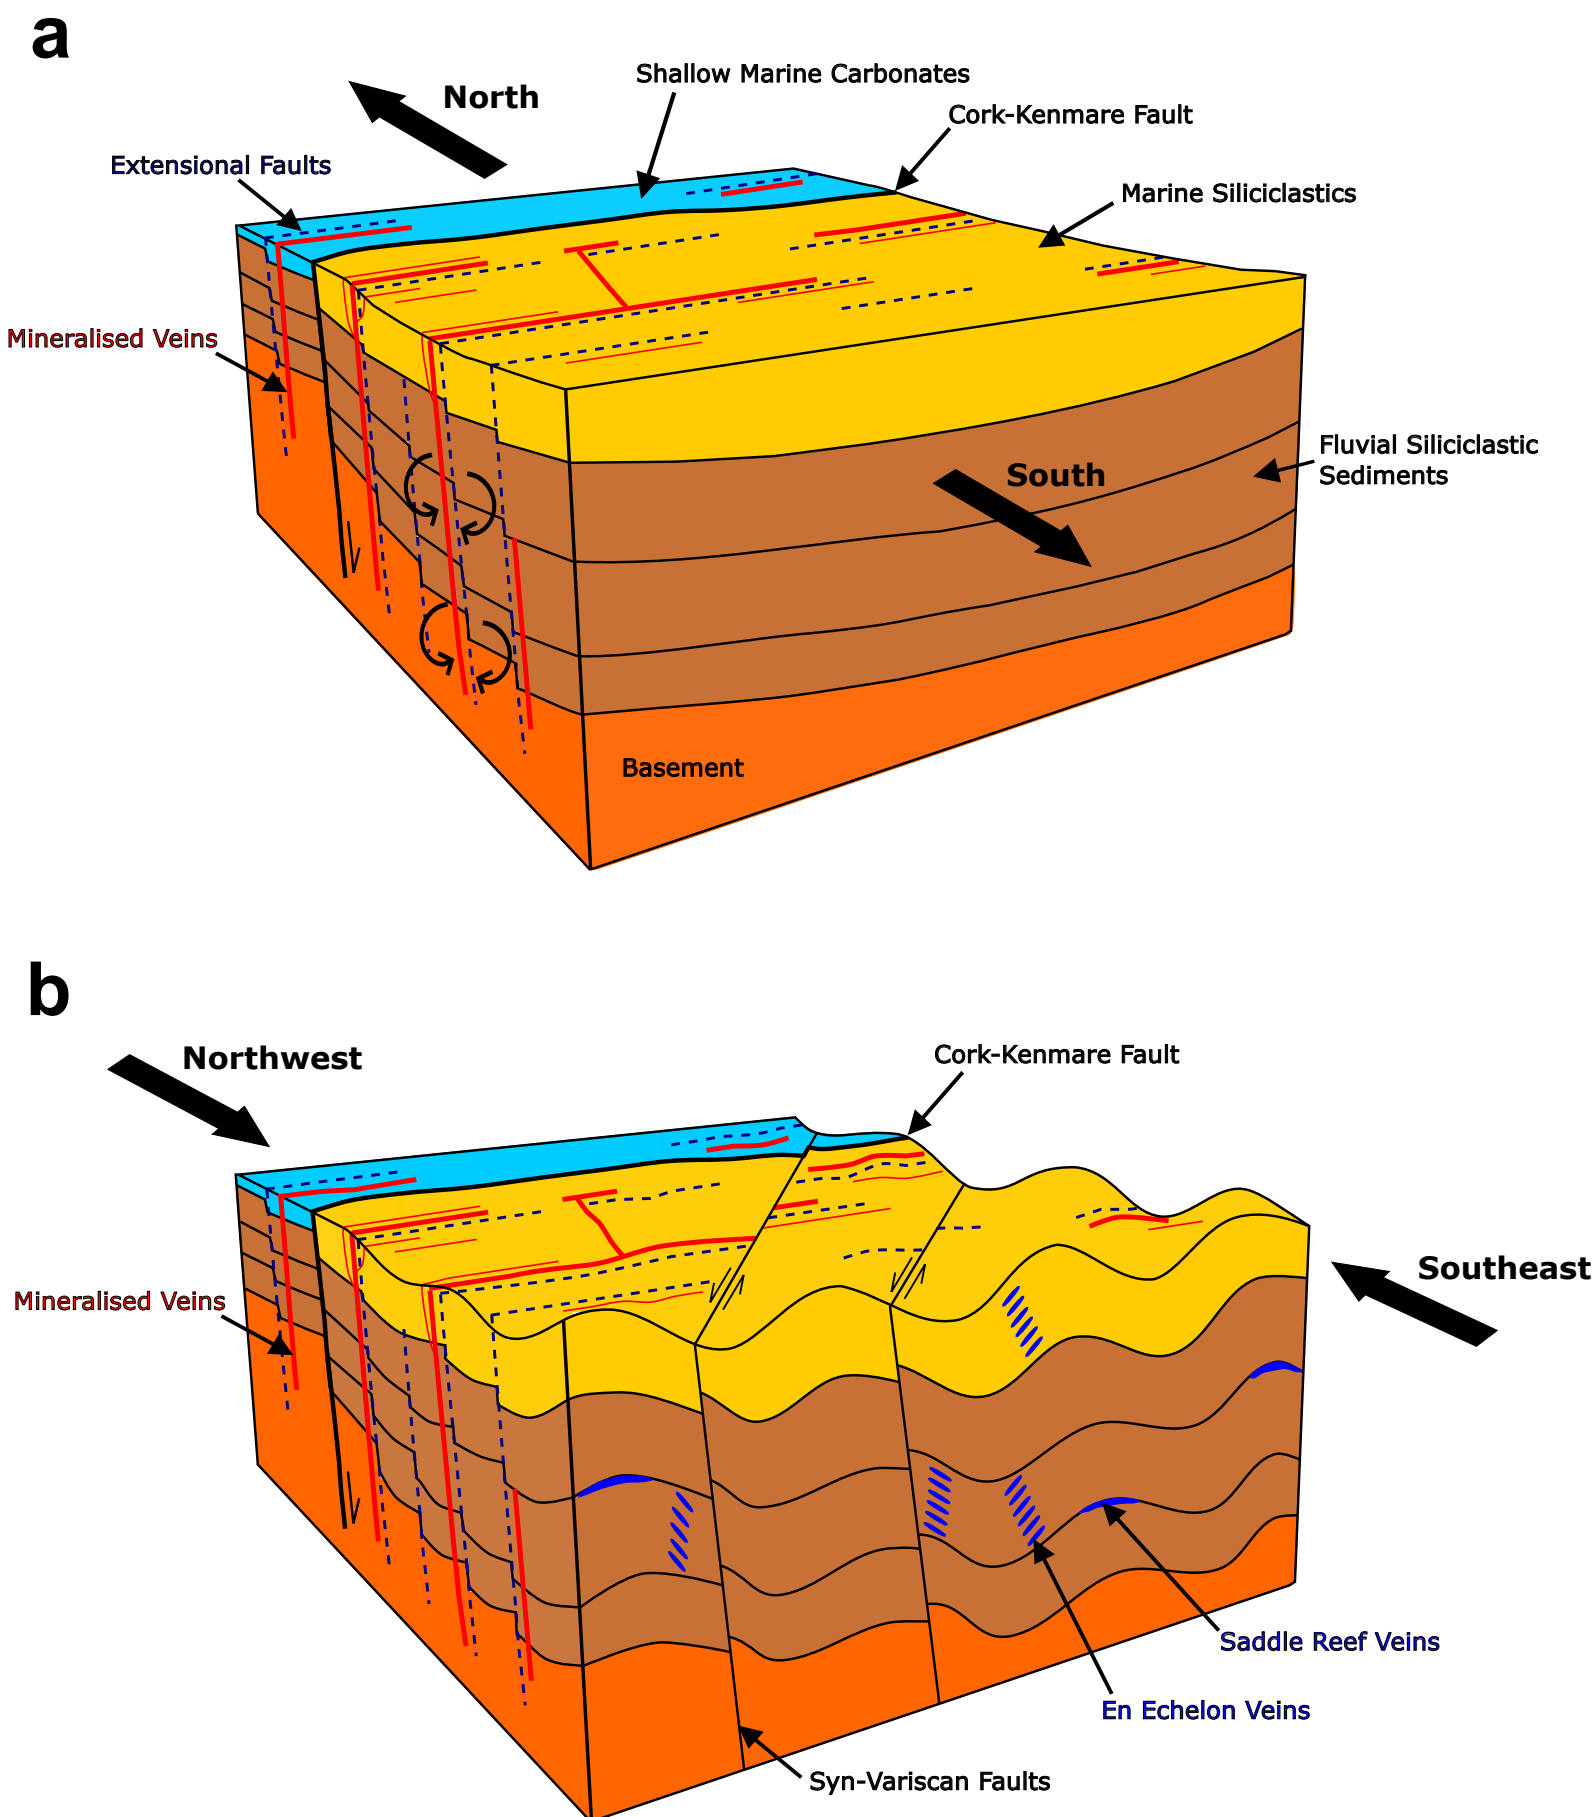 a
North
Shallow Marine Carbonates
Cork-Kenmare Fault
Extensional Faults
Marine Siliciclastics
Mineralised Veins
Fluvial Siliciclastic
Sediments
South
Basement
b
Northwest
Cork-Kenmare Fault
Southeast
Mineralised Veins
Saddle Reef Veins
En Echelon Veins
Syn-Variscan Faults